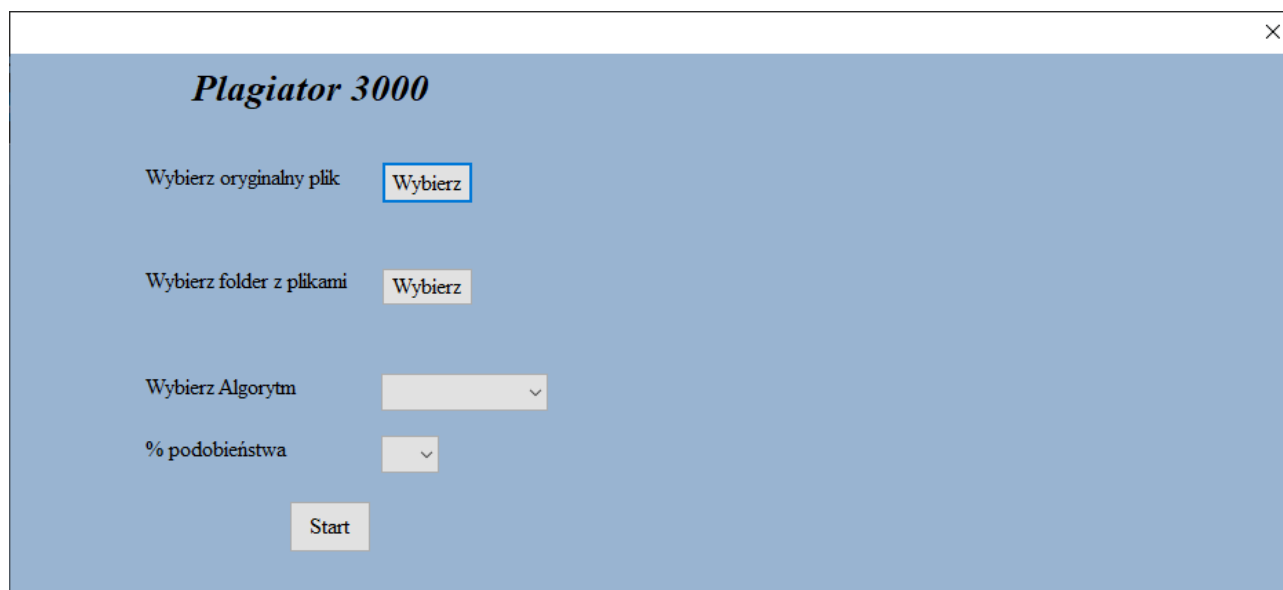 Plagiator 3000
Wybierz oryginalny plik Wybierz
Wybierz folder z plikami Wybierz
Wybierz Algorytm
% podobieństwa
Start